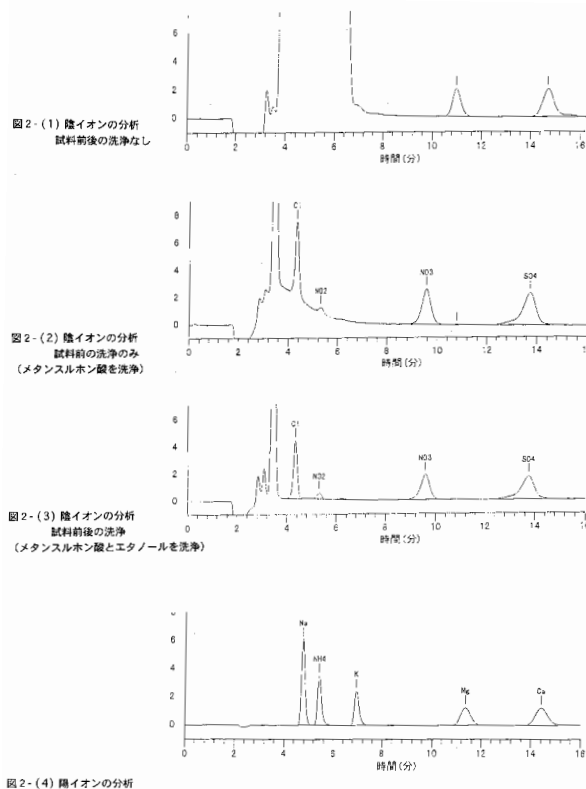 6
4
2
0
0 2 4 6 8 10 12 14 16
時間(分)
図2-(1) 陰イオンの分析
試料前後の洗浄なし
8
6
4
2
0
Cl
NO2
NO3
SO4
0 2 4 6 8 10 12 14 16
時間(分)
図2-(2) 陰イオンの分析
試料前の洗浄のみ
(メタンスルホン酸を洗浄)
6
4
2
0
Cl
NO2
NO3
SO4
0 2 4 6 8 10 12 14 16
時間(分)
図2-(3) 陰イオンの分析
試料前後の洗浄
(メタンスルホン酸とエタノールを洗浄)
6
4
2
0
Na
NH4
K
Mg
Ca
0 2 4 6 8 10 12 14 16
時間(分)
図2-(4) 陽イオンの分析